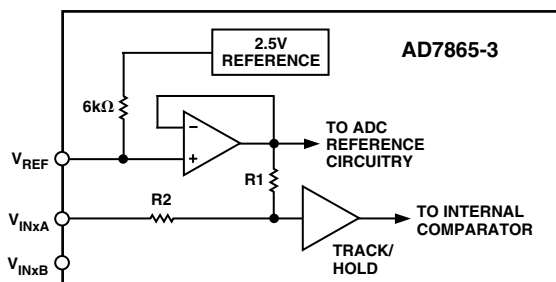 2.5V
REFERENCE
AD7865-3
6kΩ
−
+
TO ADC
REFERENCE
CIRCUITRY
VREF
R1
R2
VINxA
TO INTERNAL
COMPARATOR
TRACK/
HOLD
VINxB